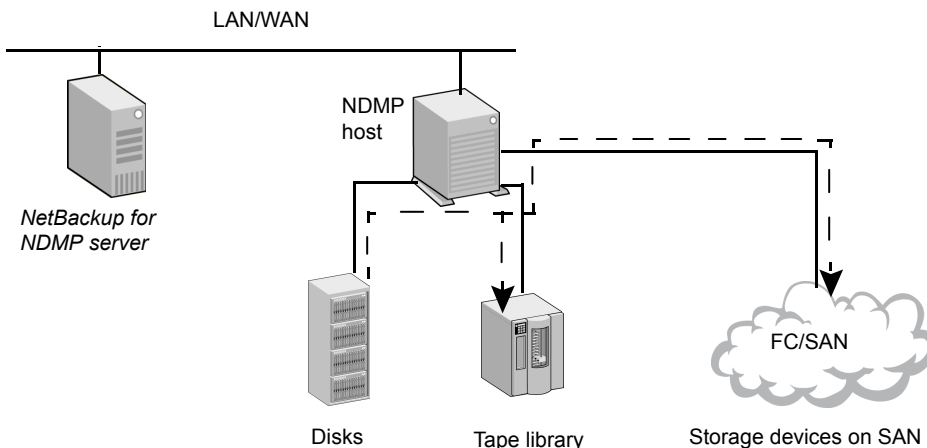 LAN/WAN
NDMP
host
NetBackup for
NDMP server
FC/SAN
Disks
Tape library
Storage devices on SAN